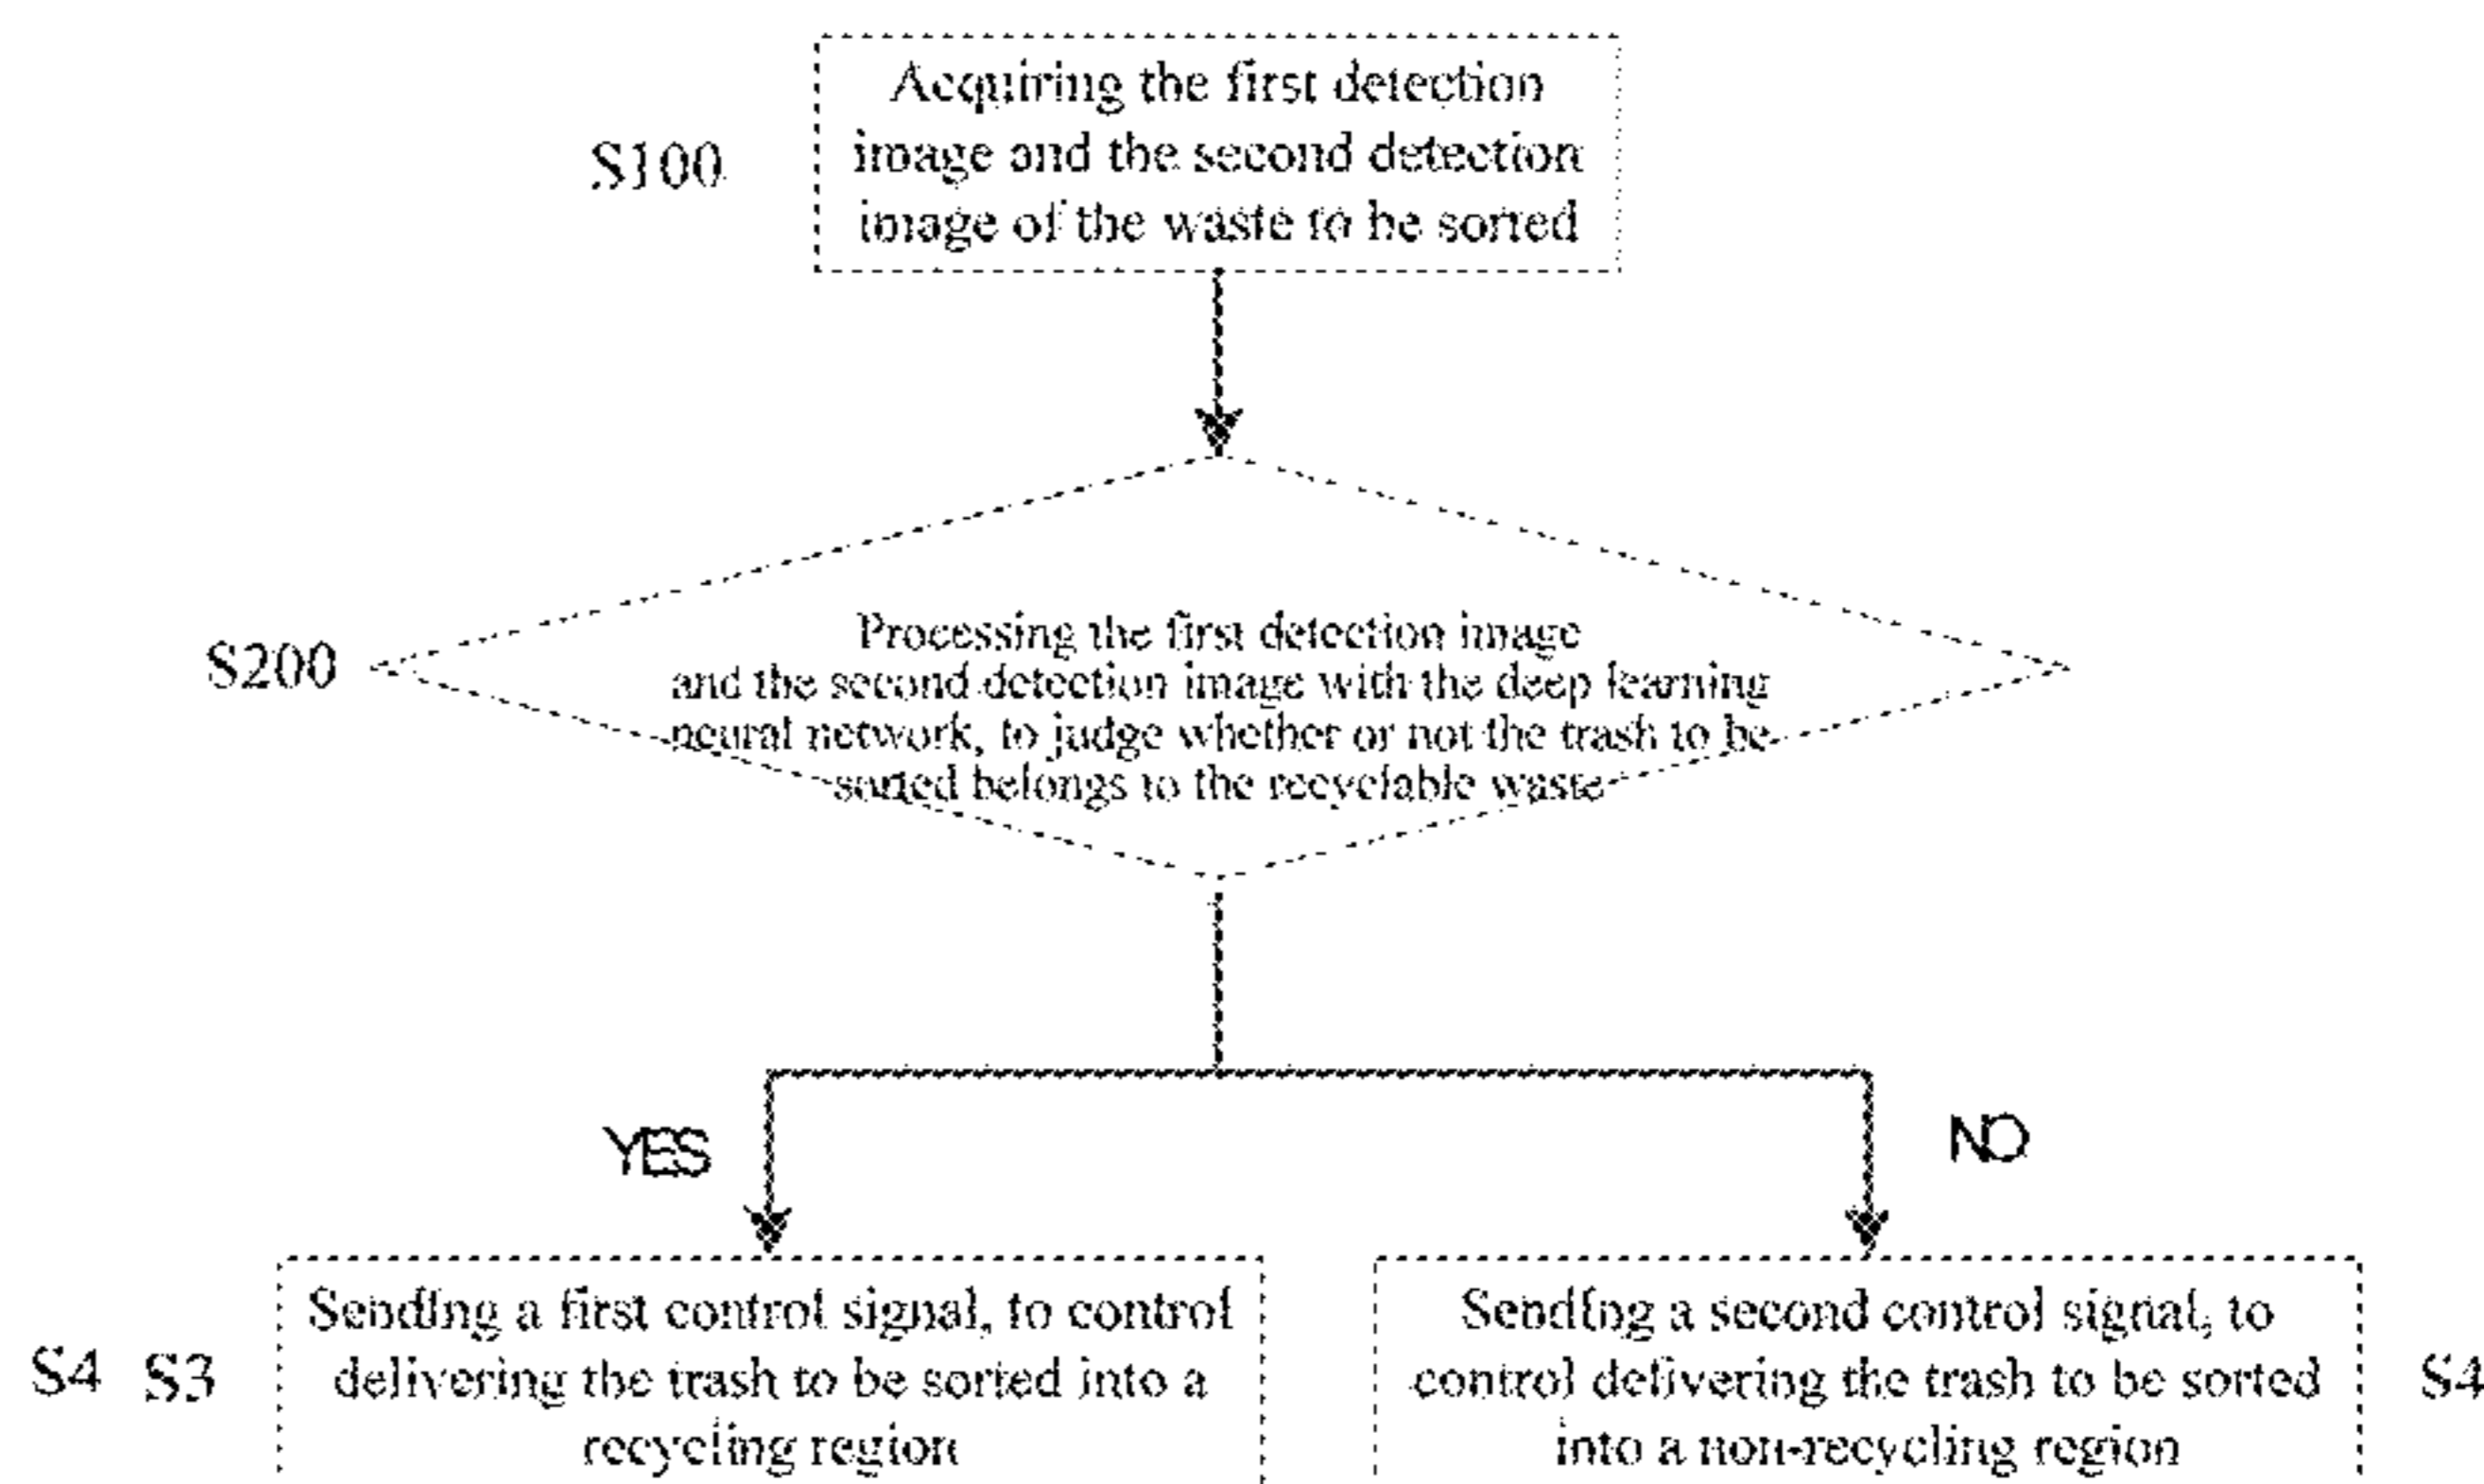 Acquiring the first detection
image and the second detection
image of the waste to be sorted
S100
Processing the first detection image
and the second detection image with the deep learning
neural network, to judge whether or not the trash to be
sorted belongs to the recyclable waste
S200
YES
NO
S4 S3
Sending a first control signal, to control
delivering the trash to be sorted into a
recycling region
Sending a second control signal, to
control delivering the trash to be sorted
into a non-recycling region
S4